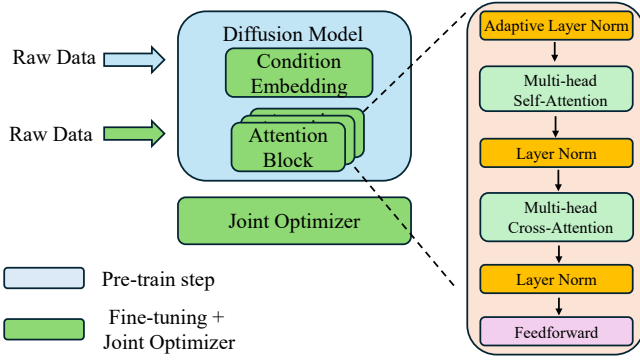 Diffusion Model
Raw Data
Condition
Embedding
Raw Data
Attention
Block
Joint Optimizer
Pre-train step
Fine-tuning +
Joint Optimizer
Adaptive Layer Norm
Multi-head
Self-Attention
Layer Norm
Multi-head
Cross-Attention
Layer Norm
Feedforward